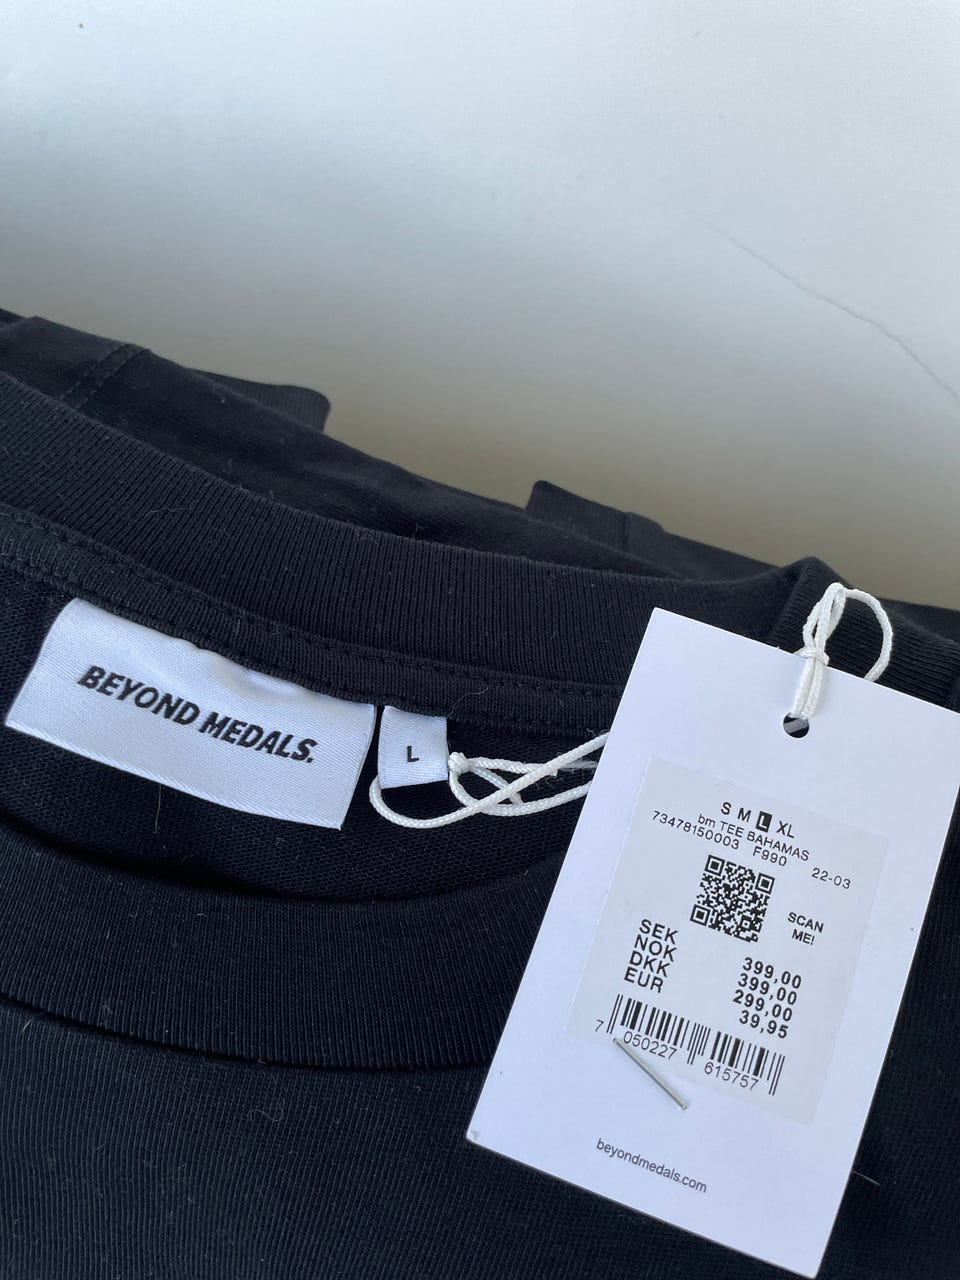 BEYOND MEDALS.
L
S M L XL
bm TEE BAHAMAS
73478150003 F990 22-03
SCAN
ME!
SEK 399,00
NOK 399,00
DKK 299,00
EUR 39,95
7 050227 615757
beyondmedals.com